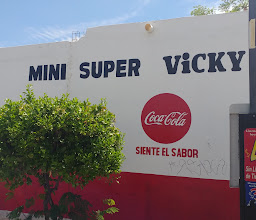 MINI SUPER VICKY
Coca-Cola
SIENTE EL SABOR